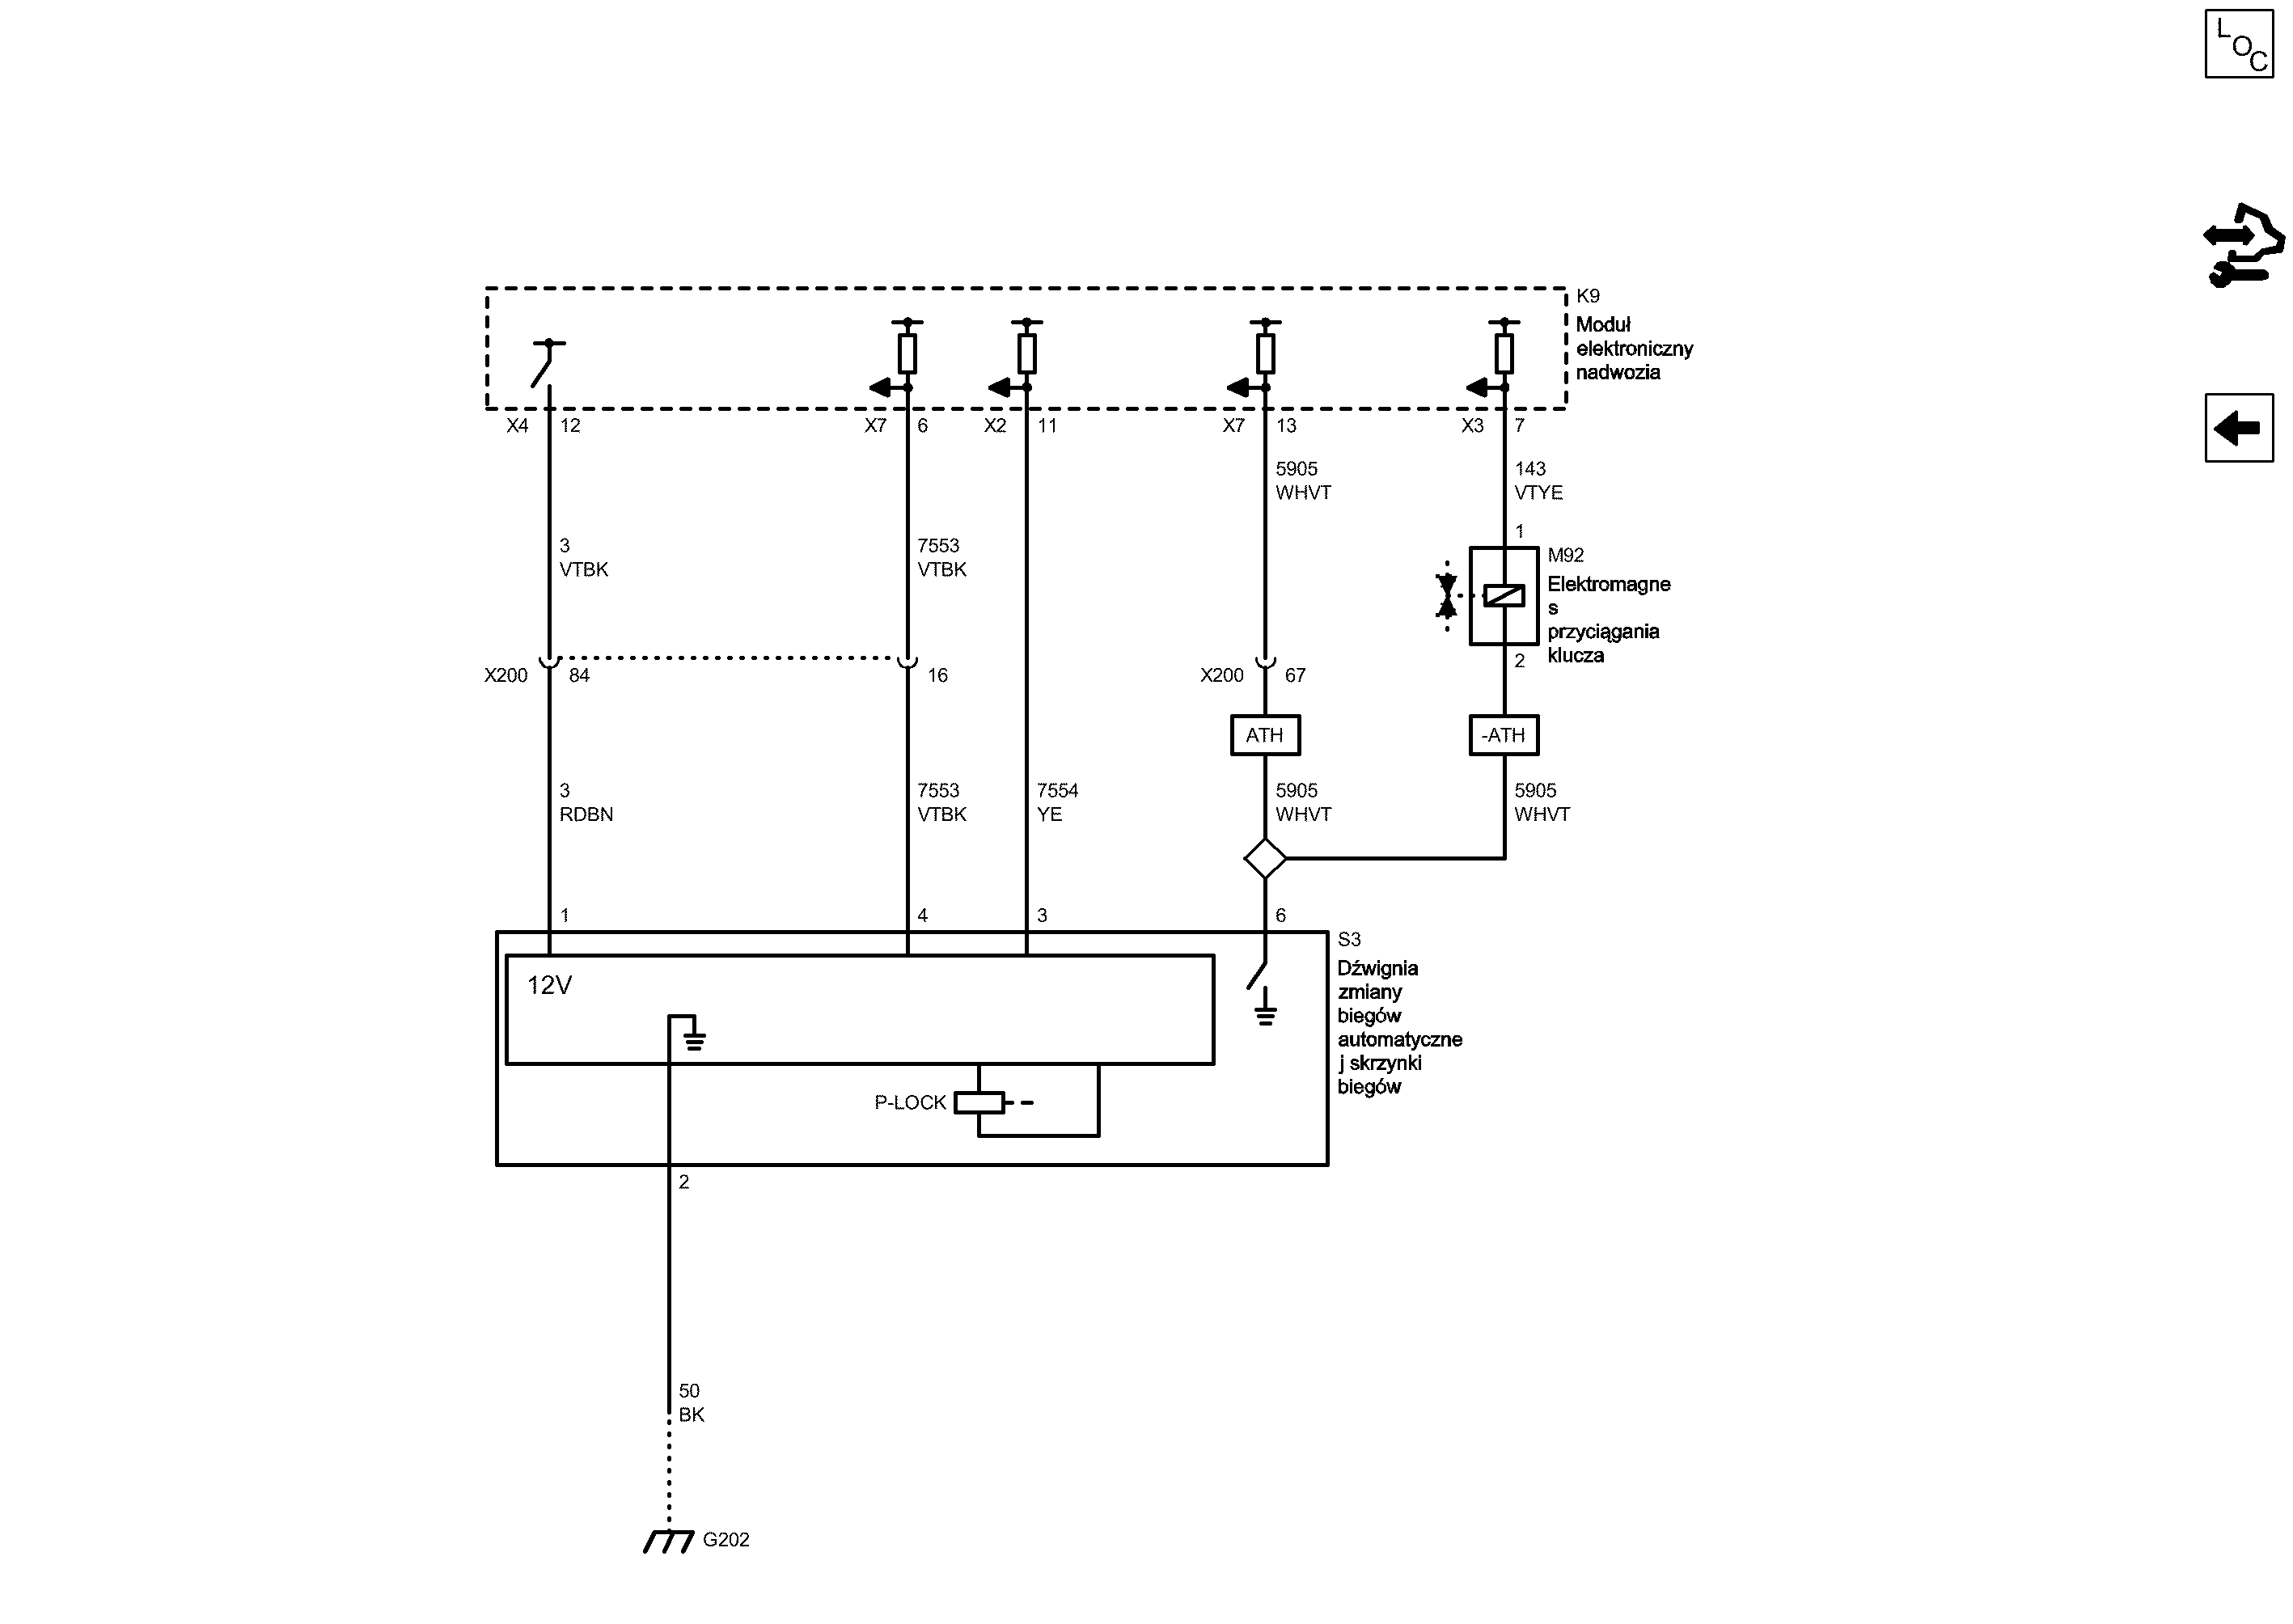 LOC
K9
Moduł
elektroniczny
nadwozia
X4 12 X7 6 X2 11 X7 13 X3 7
5905 143
WHVT VTYE
1
3 7553
VTBK VTBK
M92
Elektromagne
s
przyciągania
klucza
2
X200 84 16 X200 67
ATH -ATH
3 7553 7554 5905 5905
RDBN VTBK YE WHVT WHVT
1 4 3 6
S3
Dźwignia
zmiany
biegów
automatyczne
j skrzynki
biegów
12V
P-LOCK
2
50
BK
G202